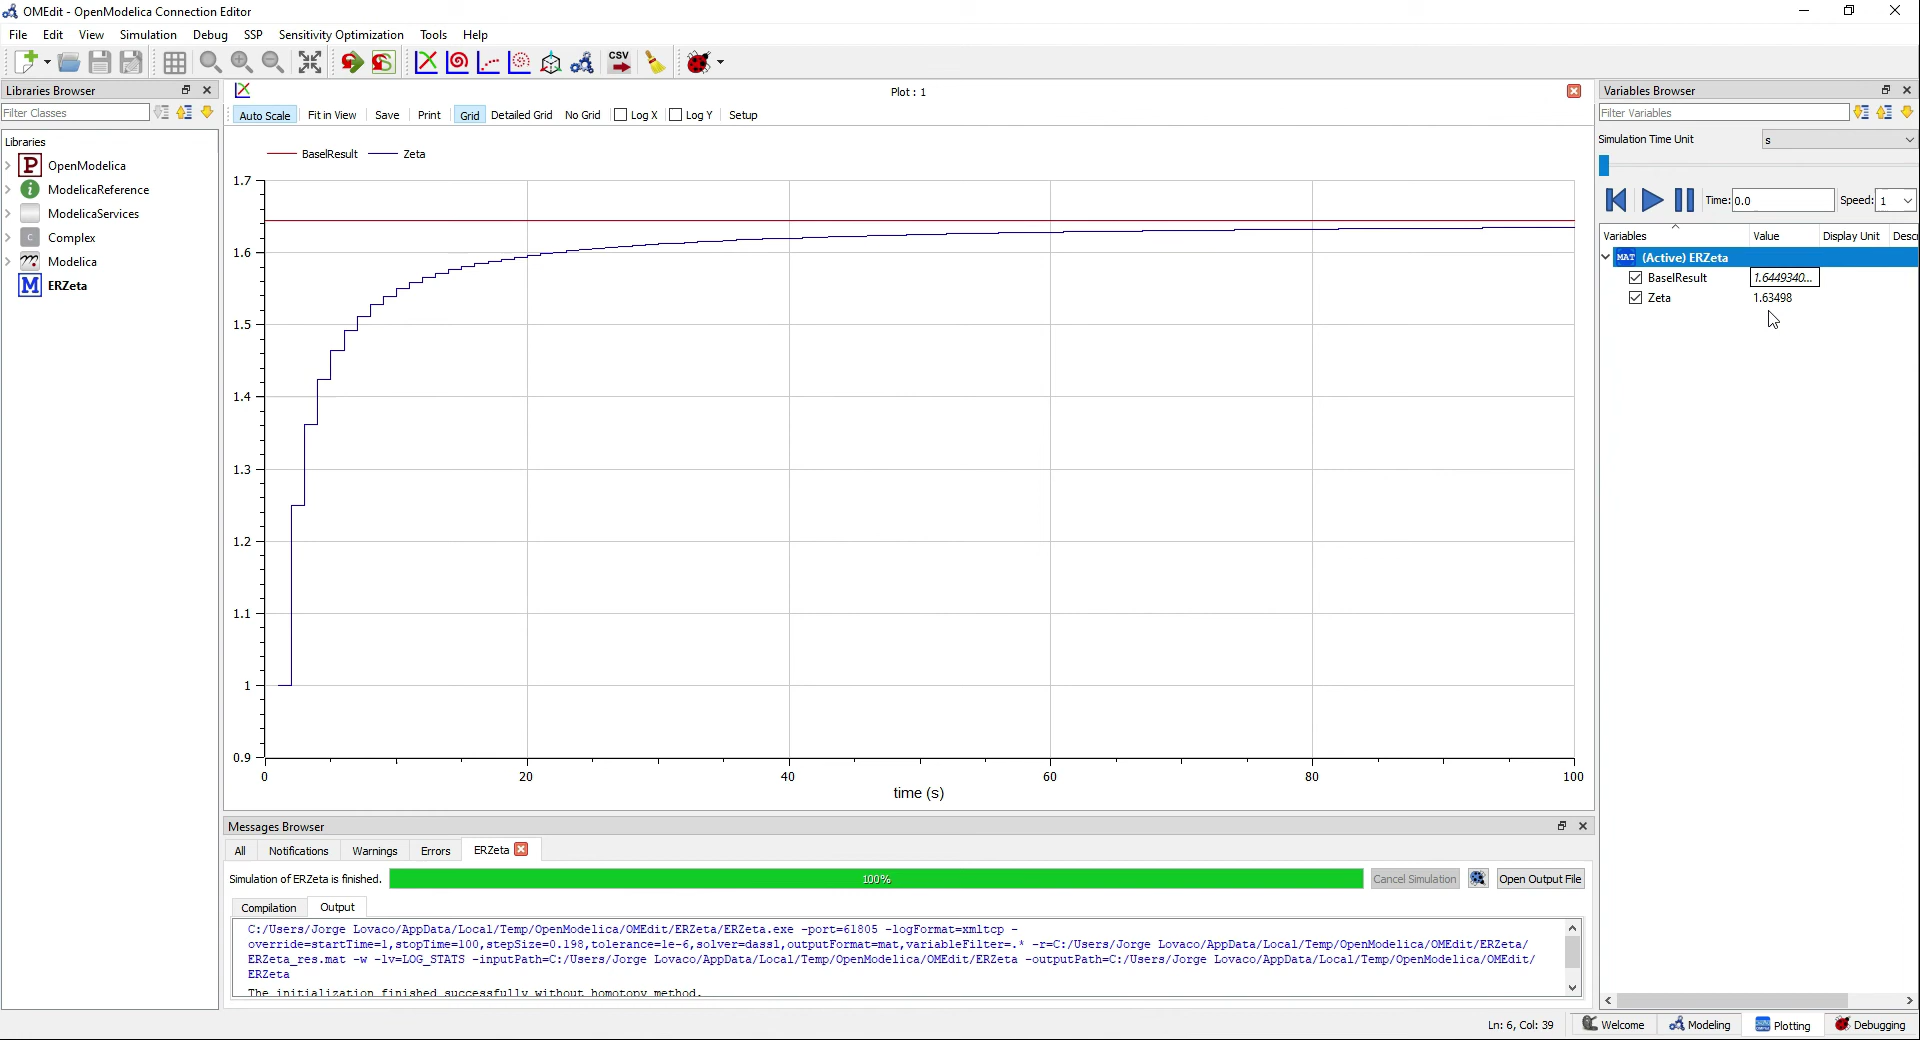 OMEdit - OpenModelica Connection Editor
File Edit View Simulation Debug SSP Sensitivity Optimization Tools Help
CSV
Libraries Browser
Filter Classes
Libraries
P OpenModelica
i ModelicaReference
ModelicaServices
C Complex
m Modelica
M ERZeta
Plot : 1
Auto Scale Fit in View Save Print Grid Detailed Grid No Grid Log X Log Y Setup
BaselResult Zeta
1.7
1.6
1.5
1.4
1.3
1.2
1.1
1
0.9
0 20 40 60 80 100
time (s)
Variables Browser
Filter Variables
Simulation Time Unit s
Time: 0.0 Speed: 1
Variables Value Display Unit Descr
MAT (Active) ERZeta
BaselResult 1.6449340...
Zeta 1.63498
Messages Browser
All Notifications Warnings Errors ERZeta
Simulation of ERZeta is finished. 100% Cancel Simulation Open Output File
Compilation Output
C:/Users/Jorge Lovaco/AppData/Local/Temp/OpenModelica/OMEdit/ERZeta/ERZeta.exe -port=61805 -logFormat=xmltcp -
override=startTime=1,stopTime=100,stepSize=0.198,tolerance=1e-6,solver=dassl,outputFormat=mat,variableFilter=.* -r=C:/Users/Jorge Lovaco/AppData/Local/Temp/OpenModelica/OMEdit/ERZeta/
ERZeta_res.mat -w -lv=LOG_STATS -inputPath=C:/Users/Jorge Lovaco/AppData/Local/Temp/OpenModelica/OMEdit/ERZeta -outputPath=C:/Users/Jorge Lovaco/AppData/Local/Temp/OpenModelica/OMEdit/
ERZeta
The initialization finished successfully without homotopy method.
Ln: 6, Col: 39 Welcome Modeling Plotting Debugging